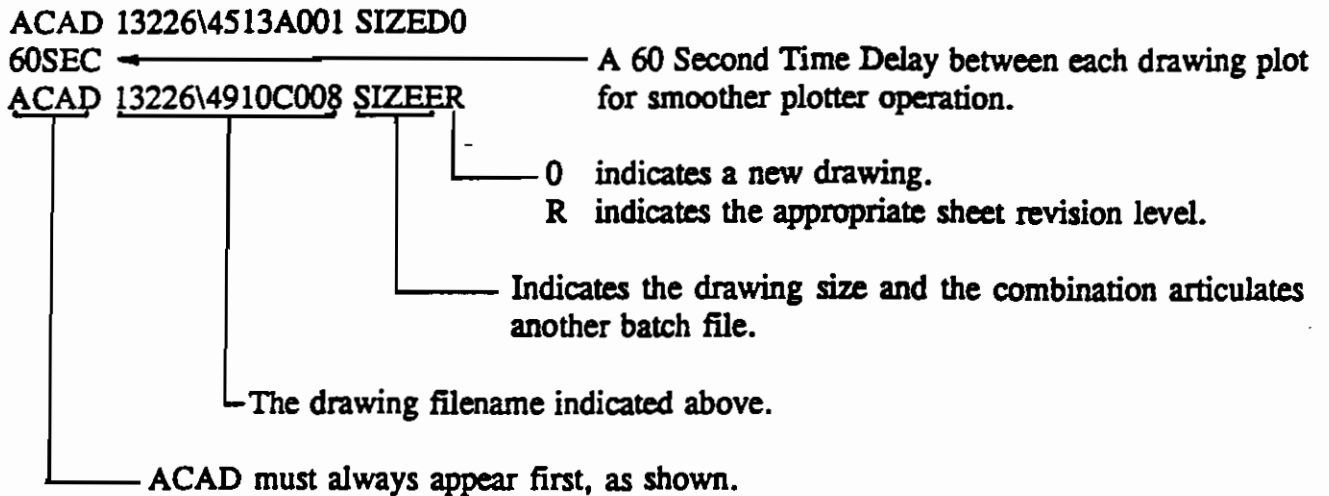 ACAD 13226\4513A001 SIZED0
60SEC
A 60 Second Time Delay between each drawing plot
for smoother plotter operation.
ACAD 13226\4910C008 SIZEER
0 indicates a new drawing.
R indicates the appropriate sheet revision level.
Indicates the drawing size and the combination articulates
another batch file.
The drawing filename indicated above.
ACAD must always appear first, as shown.